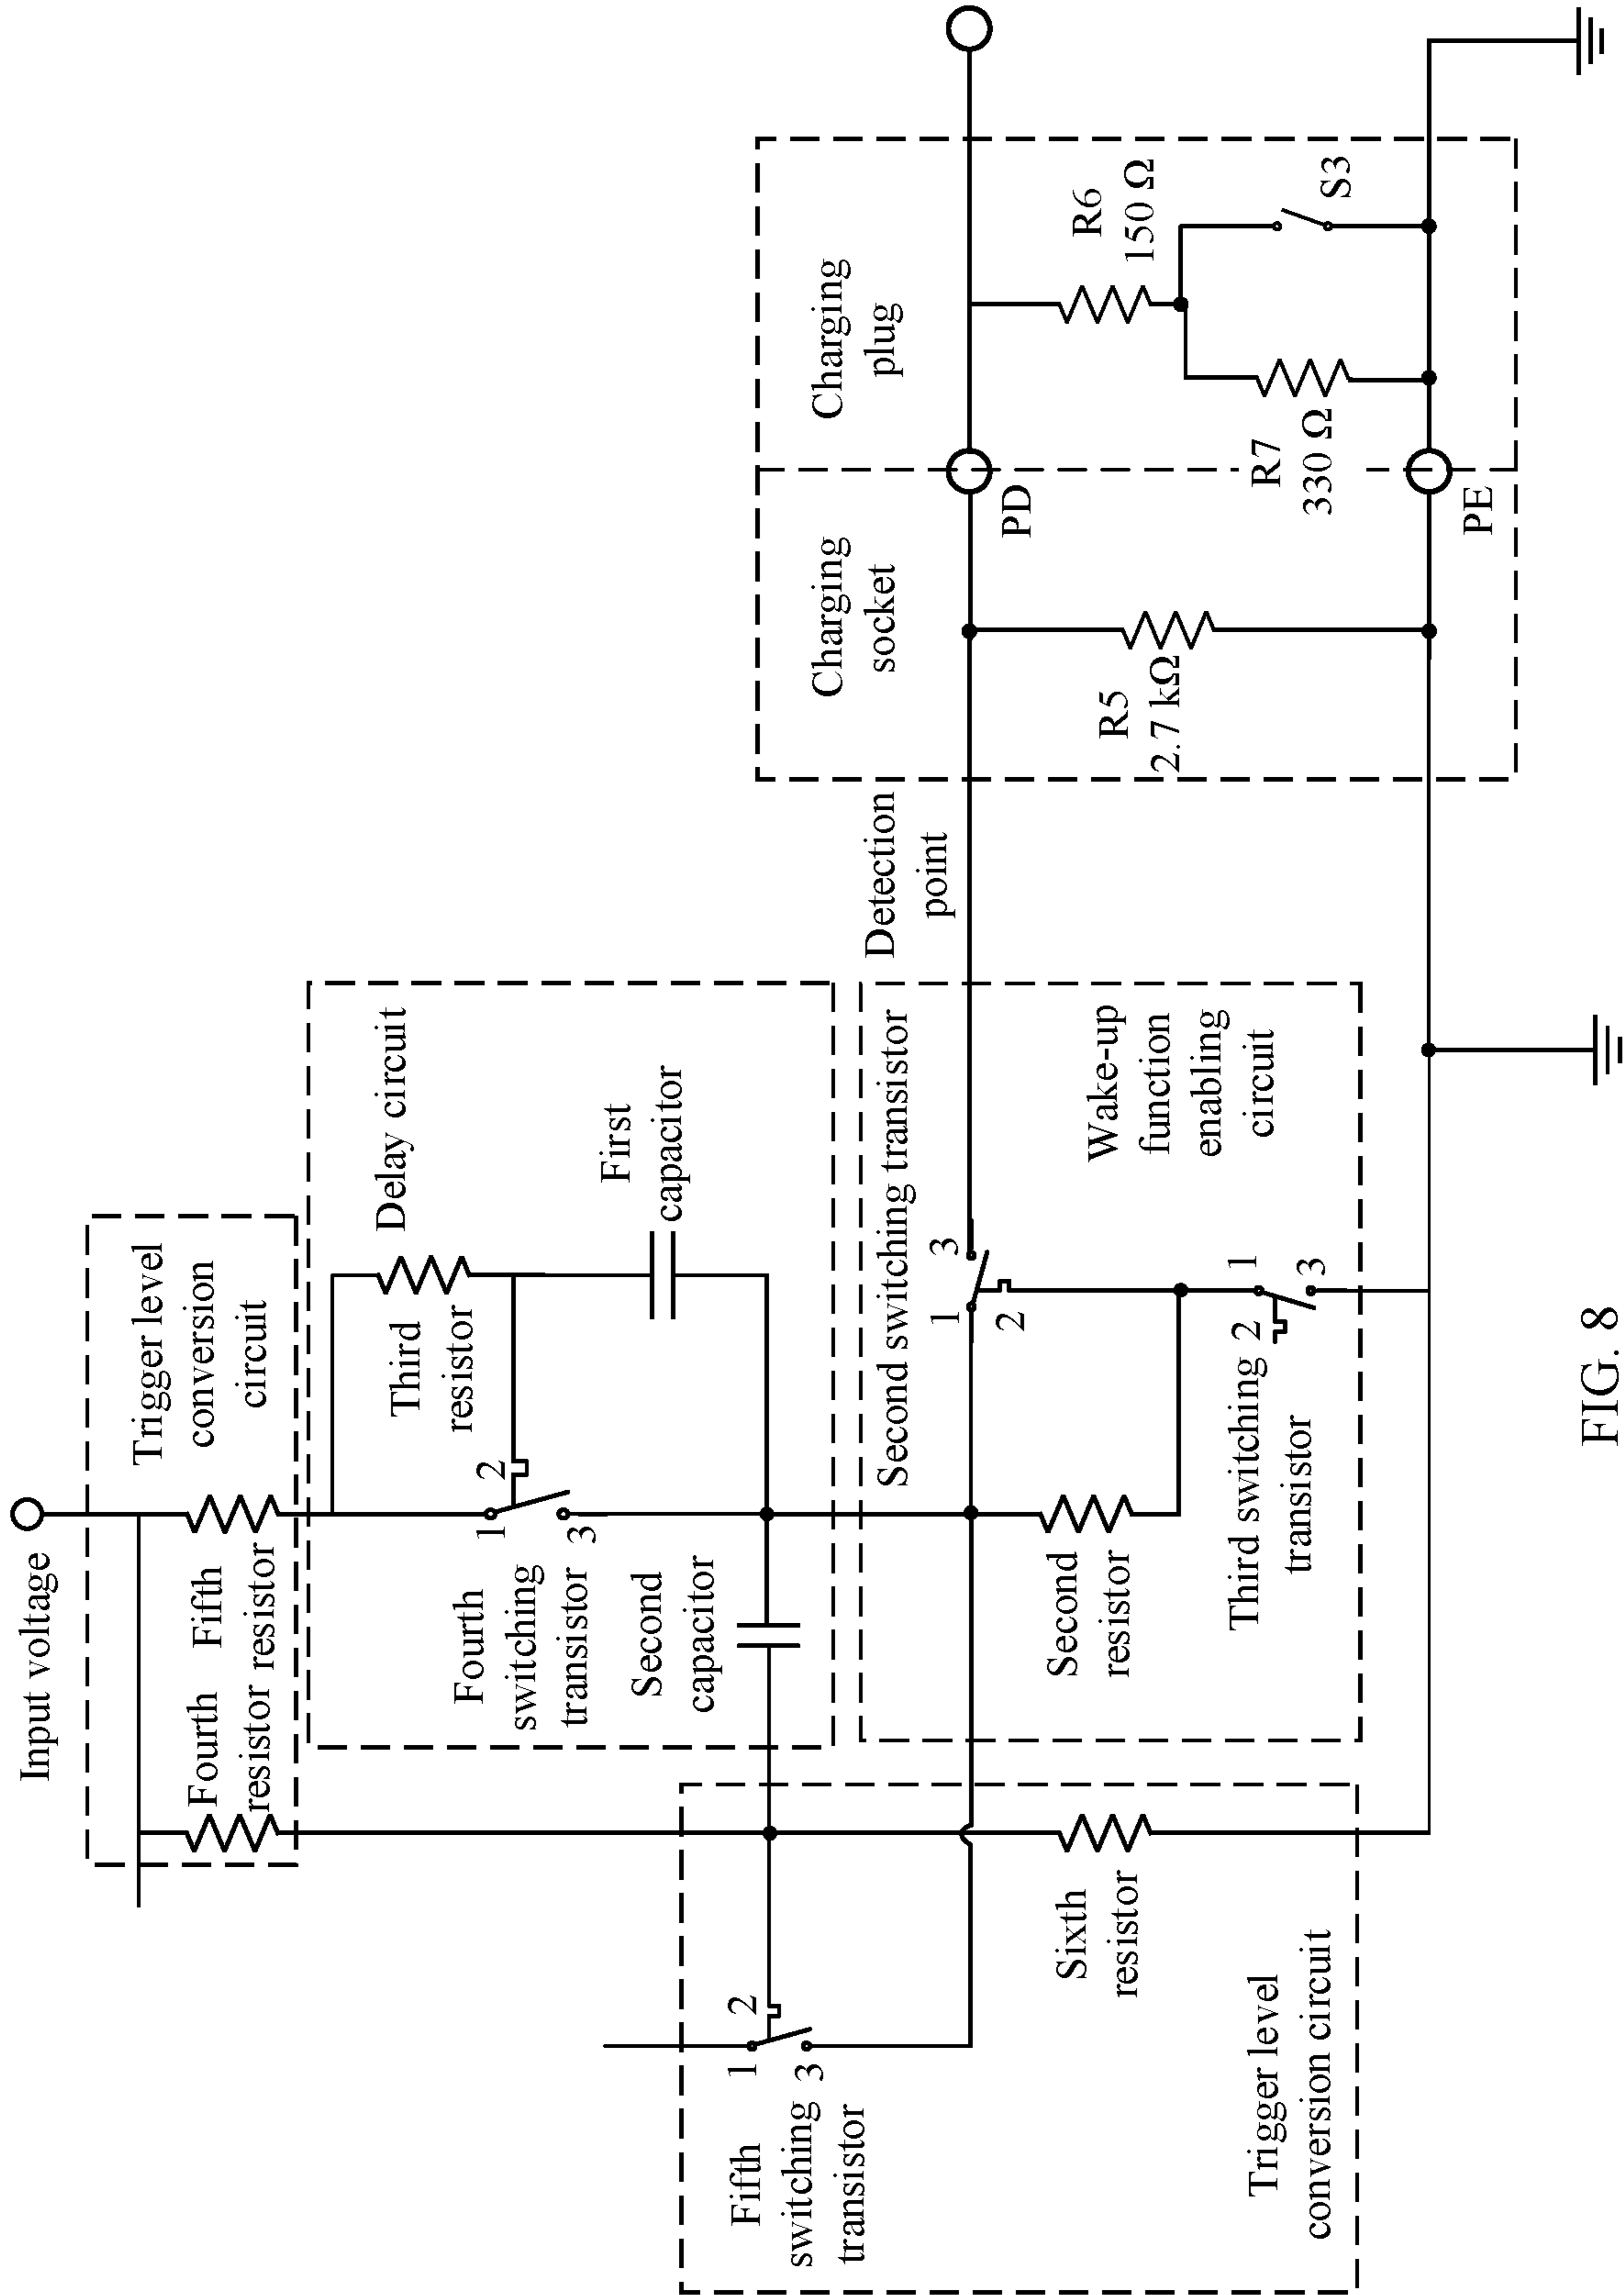 Input voltage
Trigger level
conversion
circuit
Fourth
resistor
Fifth
resistor
Delay circuit
Third
resistor
First
capacitor
Fourth
switching
transistor
1
2
3
Second
capacitor
Fifth
switching
transistor
1
2
3
Sixth
resistor
Trigger level
conversion circuit
Second switching transistor
1
2
3
Second
resistor
Wake-up
function
enabling
circuit
Third switching
transistor
1
2
3
Detection
point
Charging
socket
Charging
plug
PD
R5
2.7 kΩ
R6
150 Ω
R7
330 Ω
S3
PE
FIG. 8